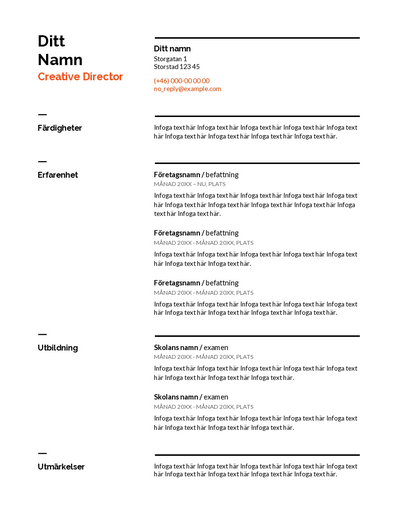 Ditt
Namn
Creative Director
Ditt namn
Storgatan 1
Storstad 123 45
(+46) 000-00 00 00
no_reply@example.com
Färdigheter
Infoga text här Infoga text här Infoga text här Infoga text här Infoga text
här Infoga text här Infoga text här Infoga text här Infoga text här.
Erfarenhet
Företagsnamn / befattning
MÅNAD 20XX – NU, PLATS
Infoga text här Infoga text här Infoga text här Infoga text här Infoga text
här Infoga text här Infoga text här Infoga text här Infoga text här Infoga
text här Infoga text här.
Företagsnamn / befattning
MÅNAD 20XX - MÅNAD 20XX, PLATS
Infoga text här Infoga text här Infoga text här Infoga text här Infoga text
här Infoga text här Infoga text här.
Företagsnamn / befattning
MÅNAD 20XX - MÅNAD 20XX, PLATS
Infoga text här Infoga text här Infoga text här Infoga text här Infoga text
här Infoga text här Infoga text här Infoga text här Infoga text här.
Utbildning
Skolans namn / examen
MÅNAD 20XX - MÅNAD 20XX, PLATS
Infoga text här Infoga text här Infoga text här Infoga text här Infoga text
här Infoga text här Infoga text här Infoga text här.
Skolans namn / examen
MÅNAD 20XX - MÅNAD 20XX, PLATS
Infoga text här Infoga text här Infoga text här Infoga text här Infoga text
här Infoga text här Infoga text här Infoga text här.
Utmärkelser
Infoga text här Infoga text här Infoga text här Infoga text här Infoga text
här Infoga text här Infoga text här Infoga text här Infoga text här.